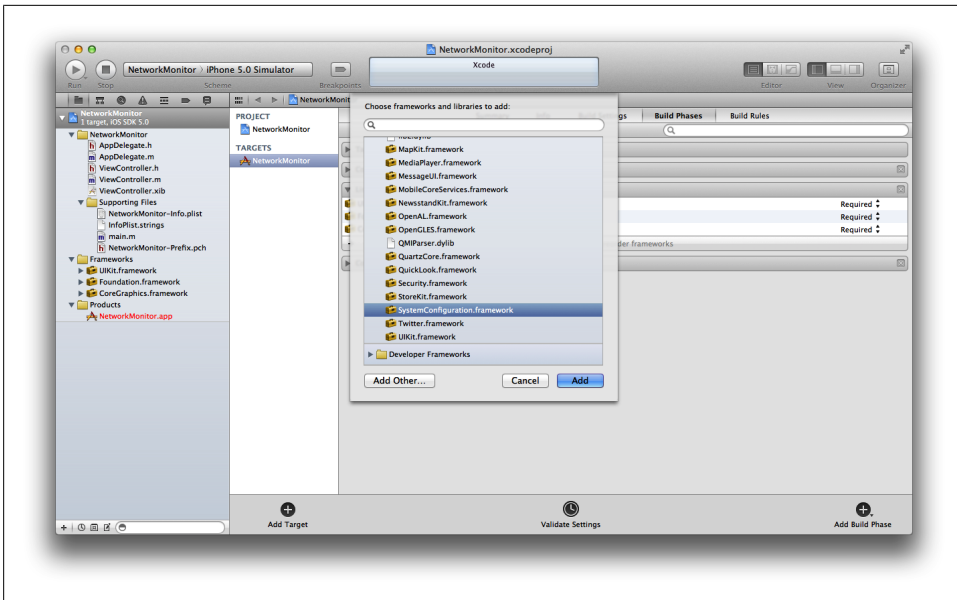 NetworkMonitor.xcodeproj
NetworkMonitor
iPhone 5.0 Simulator
Xcode
Run
Stop
Scheme
Breakpoints
Editor
View
Organizer
NetworkMonitor
1 target, iOS SDK 5.0
NetworkMonitor
AppDelegate.h
AppDelegate.m
ViewController.h
ViewController.m
ViewController.xib
Supporting Files
NetworkMonitor-Info.plist
InfoPlist.strings
main.m
NetworkMonitor-Prefix.pch
Frameworks
UIKit.framework
Foundation.framework
CoreGraphics.framework
Products
NetworkMonitor.app
PROJECT
NetworkMonitor
TARGETS
NetworkMonitor
Build Phases
Build Rules
Choose frameworks and libraries to add:
MapKit.framework
MediaPlayer.framework
MessageUI.framework
MobileCoreServices.framework
NewsstandKit.framework
OpenAL.framework
OpenGLES.framework
QMIParser.dylib
QuartzCore.framework
QuickLook.framework
Security.framework
StoreKit.framework
SystemConfiguration.framework
Twitter.framework
UIKit.framework
Developer Frameworks
Add Other...
Cancel
Add
Required
Required
Required
frameworks
Add Target
Validate Settings
Add Build Phase